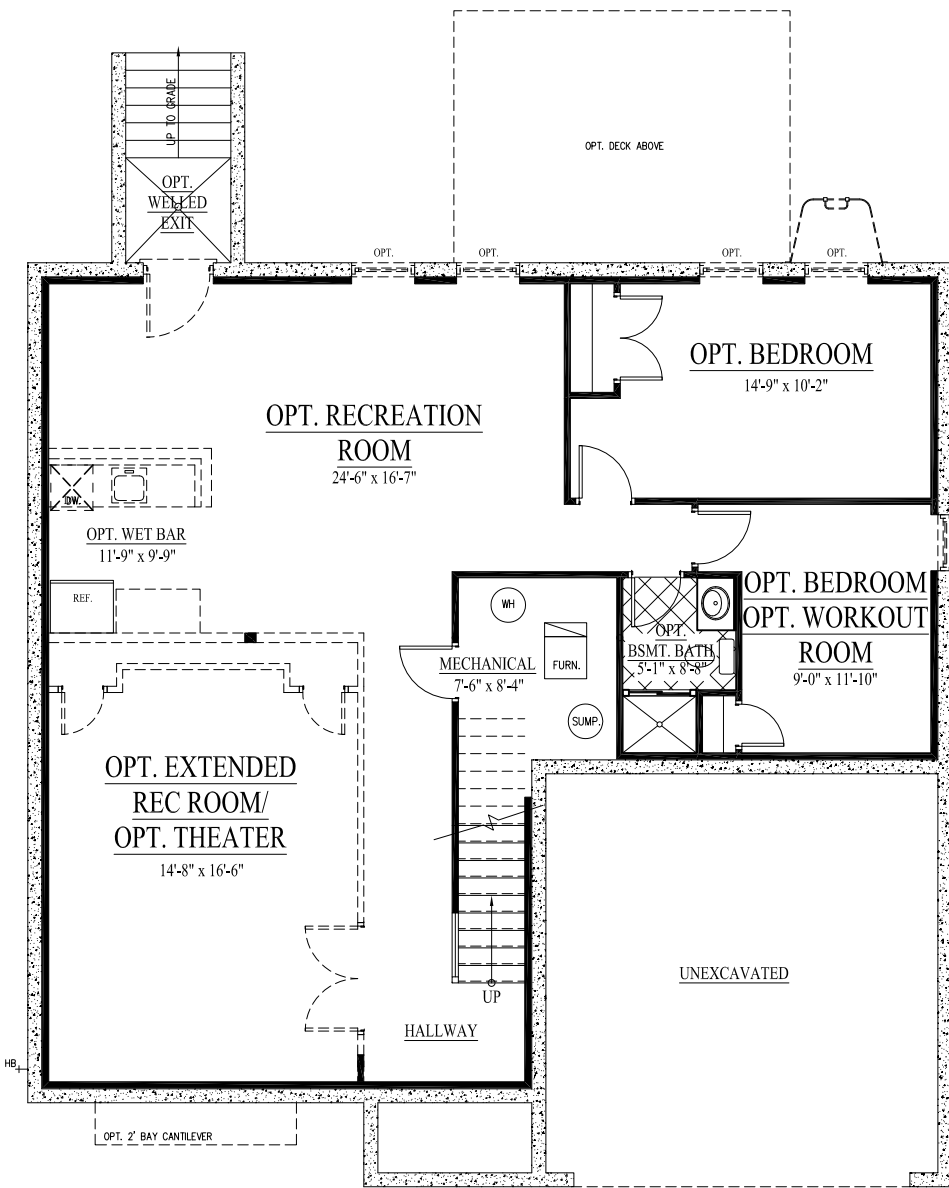 UP TO GRADE
OPT.
WELLED
EXIT
OPT. DECK ABOVE
OPT.
OPT.
OPT.
OPT.
OPT. BEDROOM
14'-9" x 10'-2"
OPT. RECREATION
ROOM
24'-6" x 16'-7"
DW.
OPT. WET BAR
11'-9" x 9'-9"
REF.
WH
MECHANICAL
7'-6" x 8'-4"
FURN.
SUMP.
OPT.
BSMT. BATH
5'-1" x 8'-8"
OPT. BEDROOM
OPT. WORKOUT
ROOM
9'-0" x 11'-10"
OPT. EXTENDED
REC ROOM/
OPT. THEATER
14'-8" x 16'-6"
UP
HALLWAY
UNEXCAVATED
HB
OPT. 2' BAY CANTILEVER